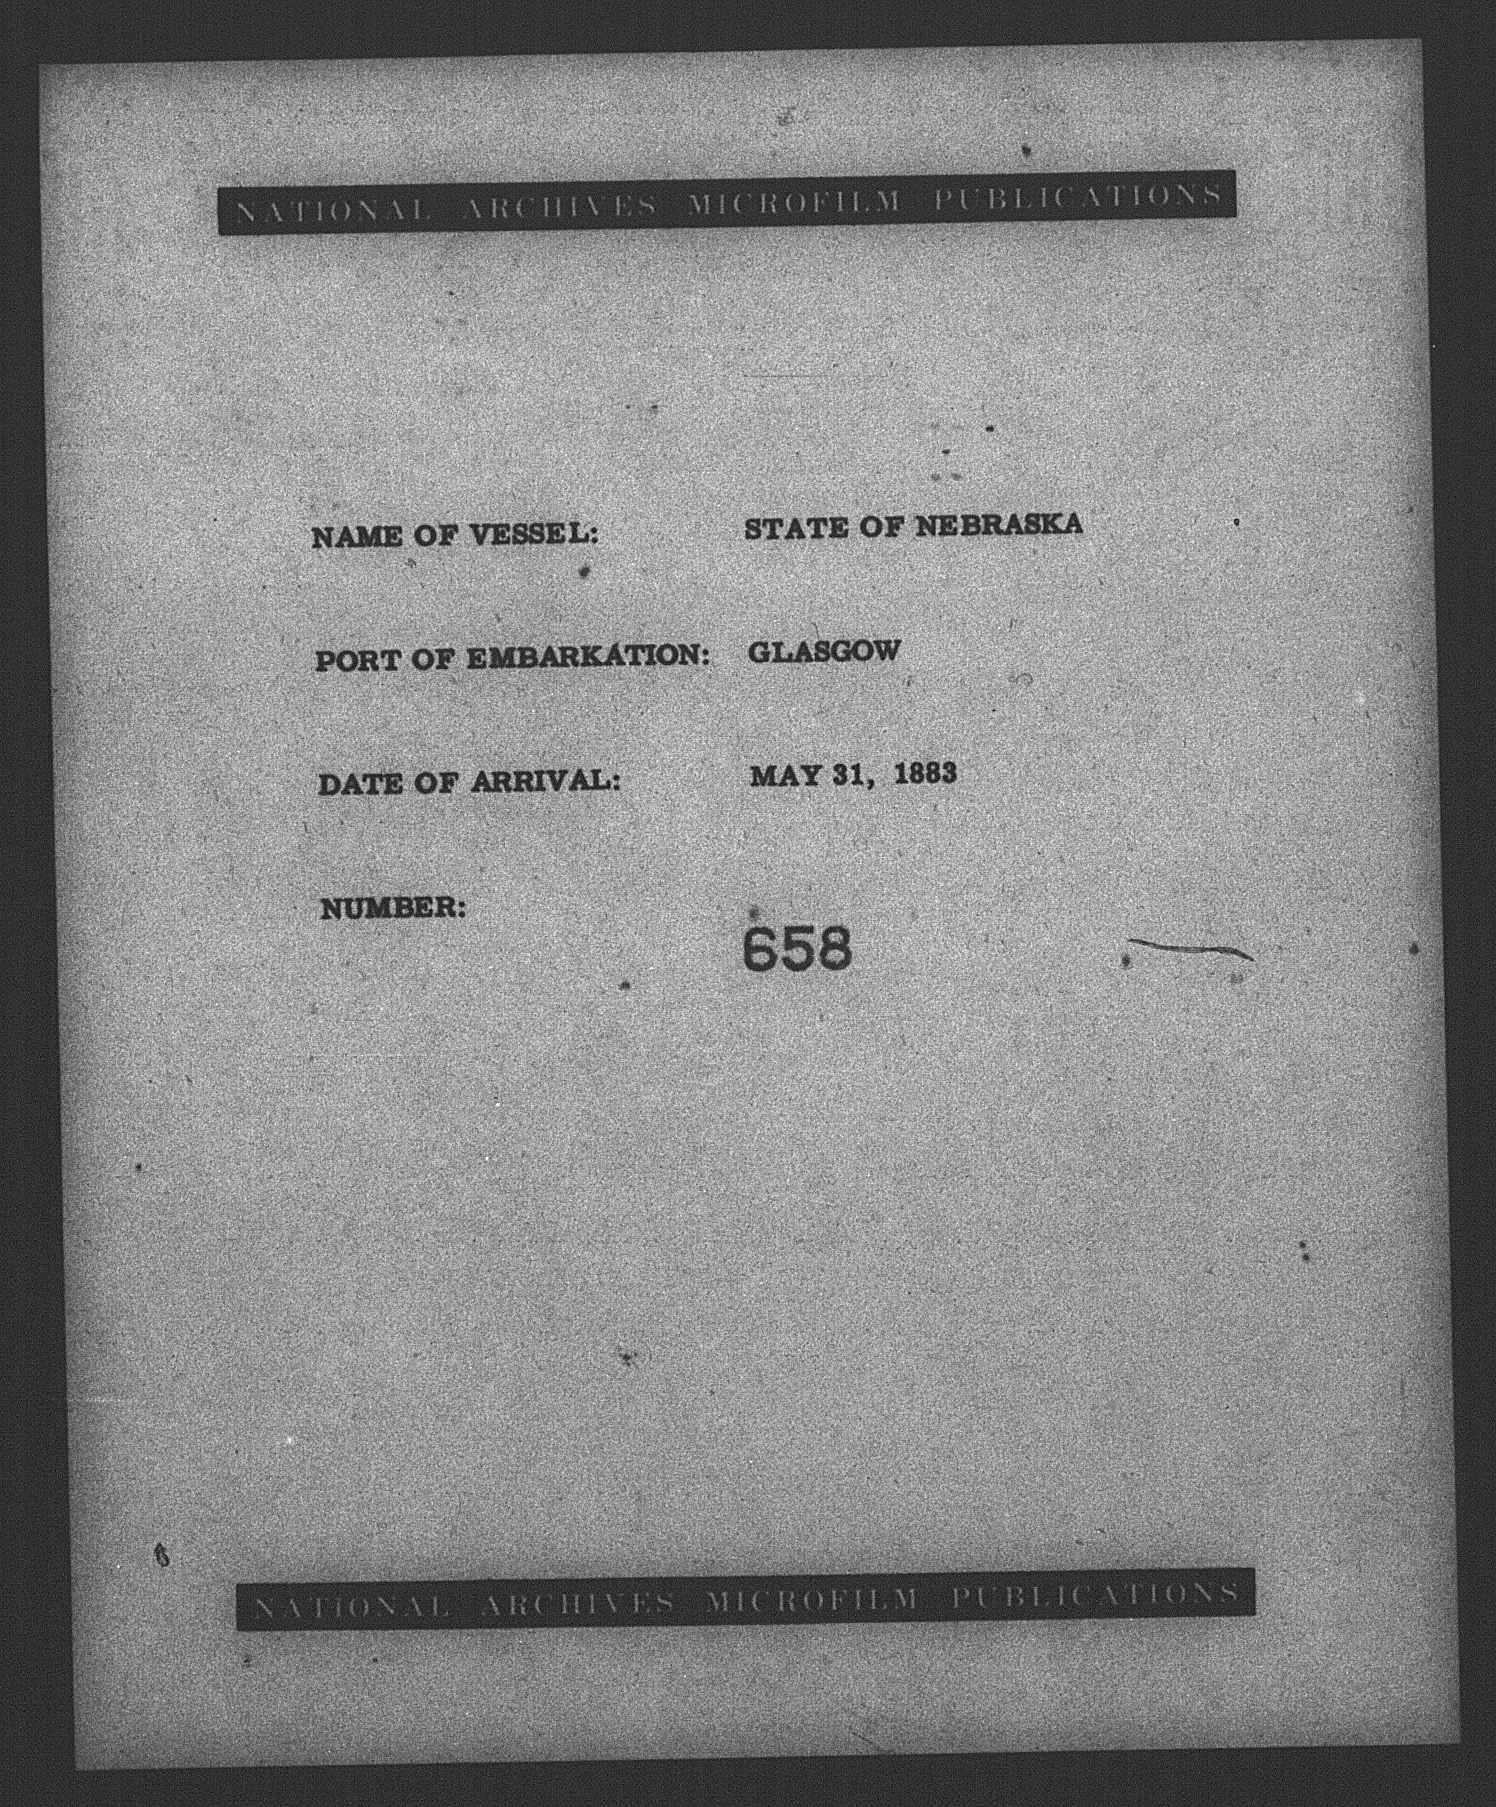 NATIONAL ARCHIVES MICROFILM PUBLICATIONS
NAME OF VESSEL: STATE OF NEBRASKA
PORT OF EMBARKATION: GLASGOW
DATE OF ARRIVAL: MAY 31, 1883
NUMBER:
658
NATIONAL ARCHIVES MICROFILM PUBLICATIONS